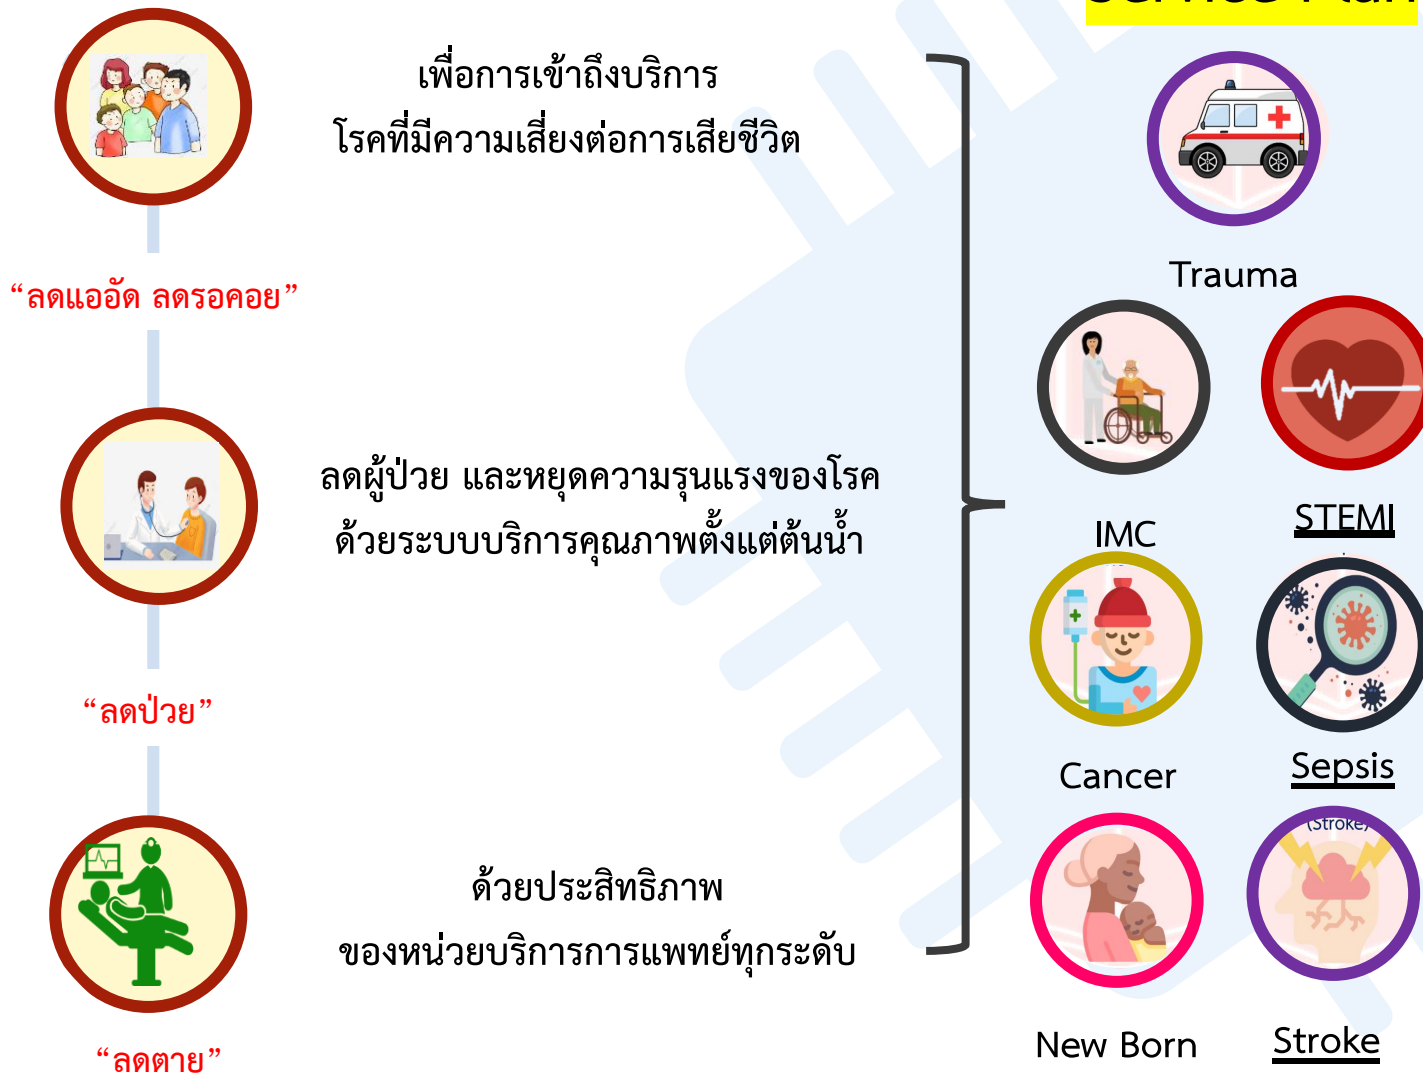 Service Plan
เพื่อการเข้าถึงบริการ
โรคที่มีความเสี่ยงต่อการเสียชีวิต
“ลดแออัด ลดรอคอย”
ลดผู้ป่วย และหยุดความรุนแรงของโรค
ด้วยระบบบริการคุณภาพตั้งแต่ต้นน้ำ
“ลดป่วย”
ด้วยประสิทธิภาพ
ของหน่วยบริการการแพทย์ทุกระดับ
“ลดตาย”
Trauma
IMC
STEMI
Cancer
Sepsis
(Stroke)
New Born
Stroke